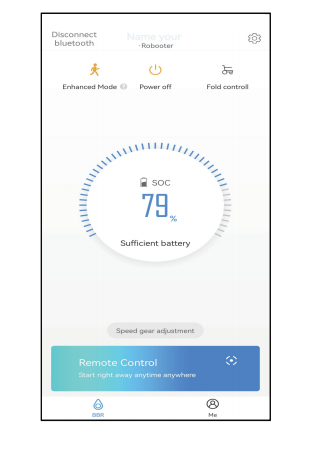 Disconnect
bluetooth
Name your
- Robooter
Enhanced Mode ?
Power off
Fold controll
SOC
79%
Sufficient battery
Speed gear adjustment
Remote Control
Start right away anytime anywhere
Me